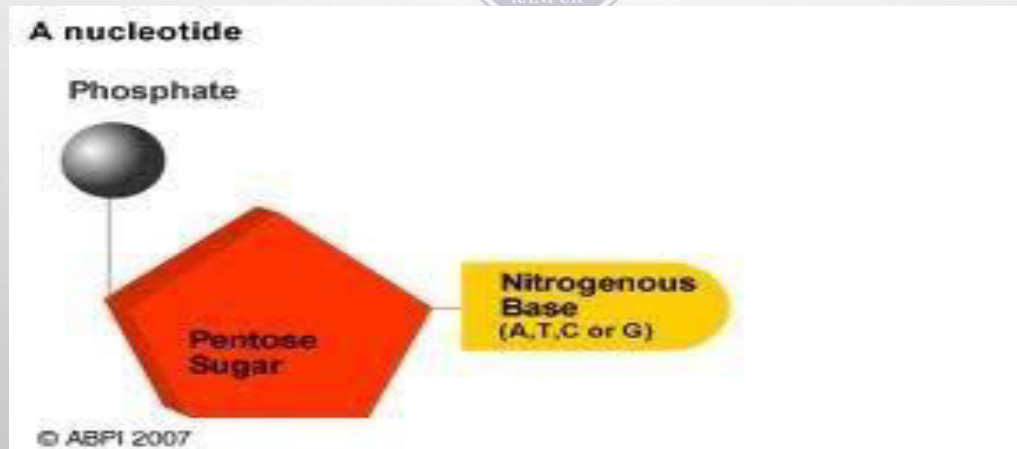 A nucleotide
Phosphate
Nitrogenous
Base
(A,T,C or G)
Pentose
Sugar
© ABPI 2007